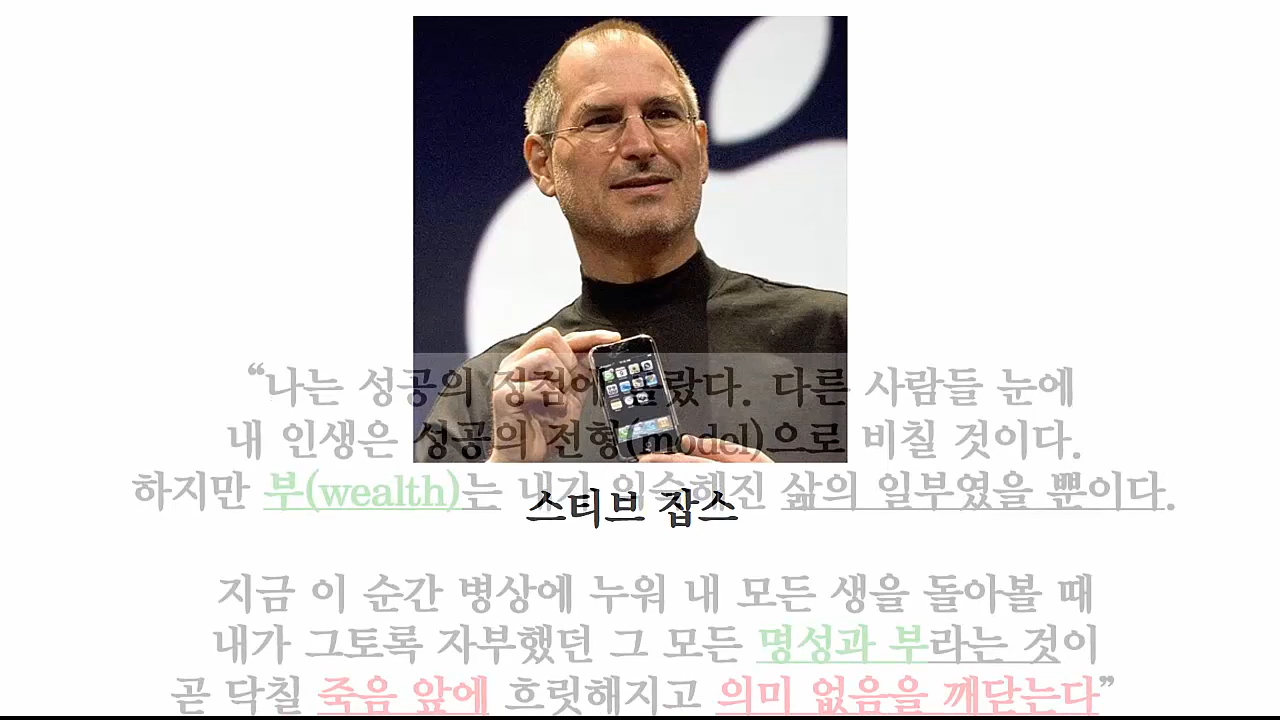 “나는 성공의 정점에 올랐다. 다른 사람들 눈에
내 인생은 성공의 전형(model)으로 비칠 것이다.
하지만 부(wealth)는 내가 익숙해진 삶의 일부였을 뿐이다.
스티브 잡스
지금 이 순간 병상에 누워 내 모든 생을 돌아볼 때
내가 그토록 자부했던 그 모든 명성과 부라는 것이
곧 닥칠 죽음 앞에 흐릿해지고 의미 없음을 깨닫는다”